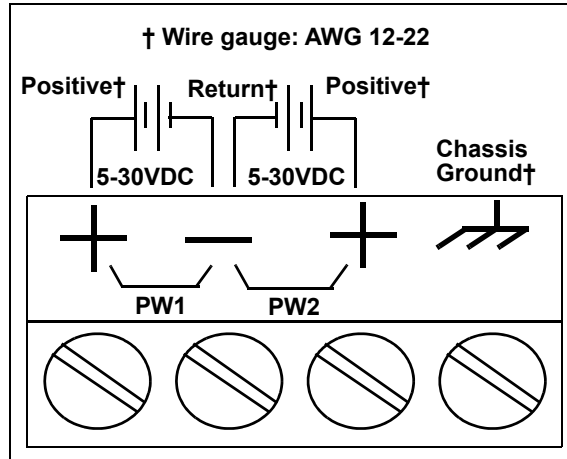 † Wire gauge: AWG 12-22
Positive† Return† Positive†
5-30VDC 5-30VDC
Chassis
Ground†
PW1 PW2